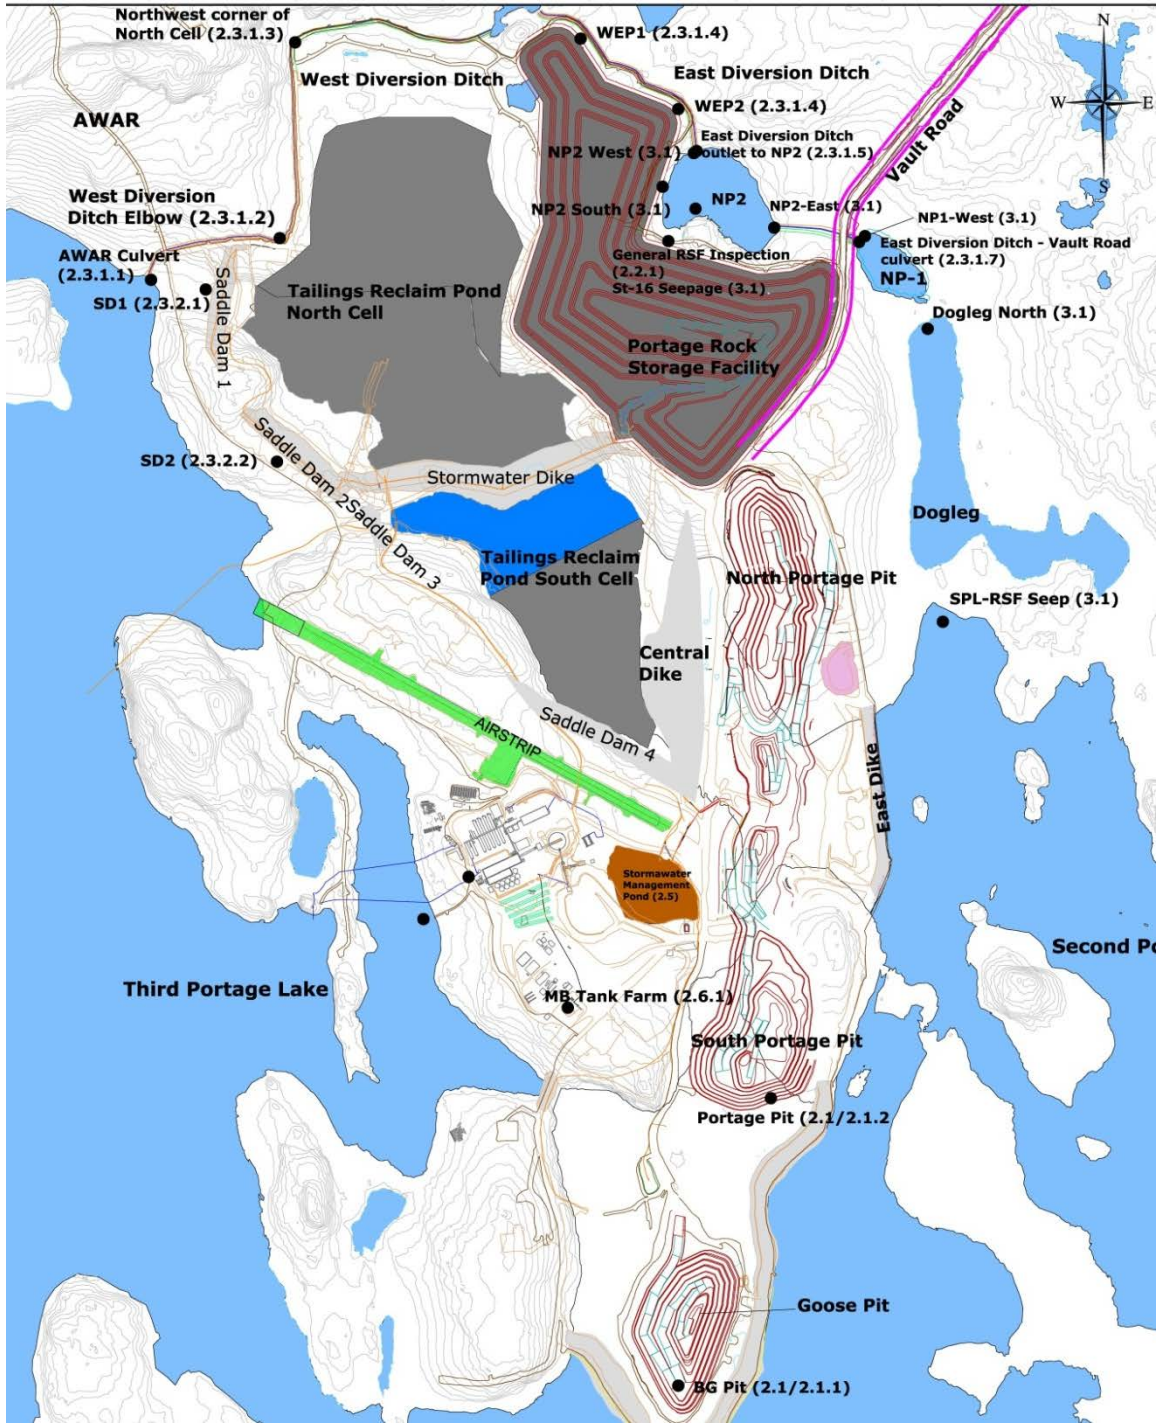 Northwest corner of
North Cell (2.3.1.3)
WEP1 (2.3.1.4)
N
W
E
S
West Diversion Ditch
East Diversion Ditch
AWAR
WEP2 (2.3.1.4)
Vault Road
East Diversion Ditch
outlet to NP2 (2.3.1.5)
NP2 West (3.1)
West Diversion
Ditch Elbow (2.3.1.2)
NP2 South (3.1)
NP2
NP2-East (3.1)
NP1-West (3.1)
East Diversion Ditch - Vault Road
culvert (2.3.1.7)
NP-1
AWAR Culvert
(2.3.1.1)
SD1 (2.3.2.1)
General RSF Inspection
(2.2.1)
St-16 Seepage (3.1)
Saddle Dam 1
Tailings Reclaim Pond
North Cell
Dogleg North (3.1)
Portage Rock
Storage Facility
SD2 (2.3.2.2)
Saddle Dam 2
Stormwater Dike
Saddle Dam 3
Dogleg
Tailings Reclaim
Pond South Cell
North Portage Pit
SPL-RSF Seep (3.1)
Central
Dike
Saddle Dam 4
AIRSTRIP
East Dike
Stormawater
Management
Pond (2.5)
Second Po
Third Portage Lake
MB Tank Farm (2.6.1)
South Portage Pit
Portage Pit (2.1/2.1.2
Goose Pit
BG Pit (2.1/2.1.1)